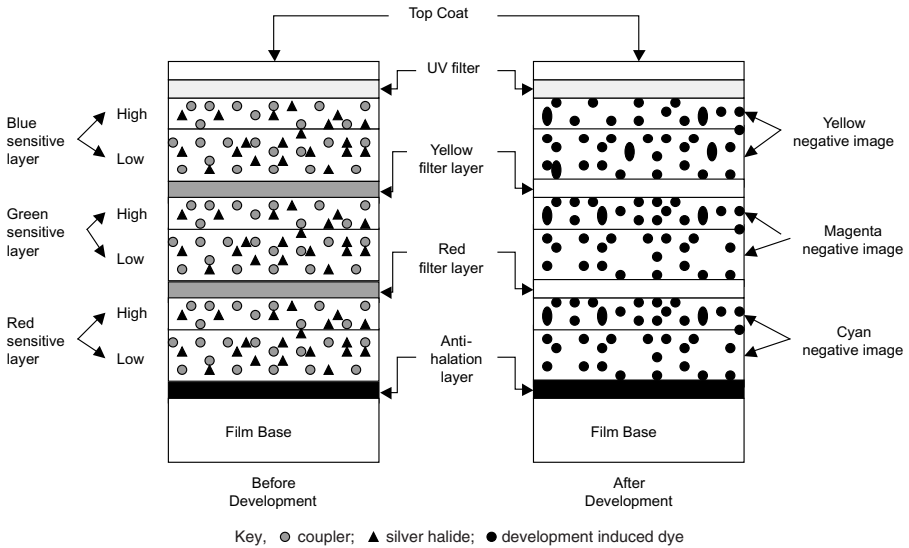 Top Coat
UV filter
Blue
sensitive
layer
High
Low
Yellow
filter layer
Yellow
negative image
Green
sensitive
layer
High
Low
Red
filter layer
Magenta
negative image
Red
sensitive
layer
High
Low
Anti-
halation
layer
Cyan
negative image
Film Base
Film Base
Before
Development
After
Development
Key, coupler; silver halide; development induced dye